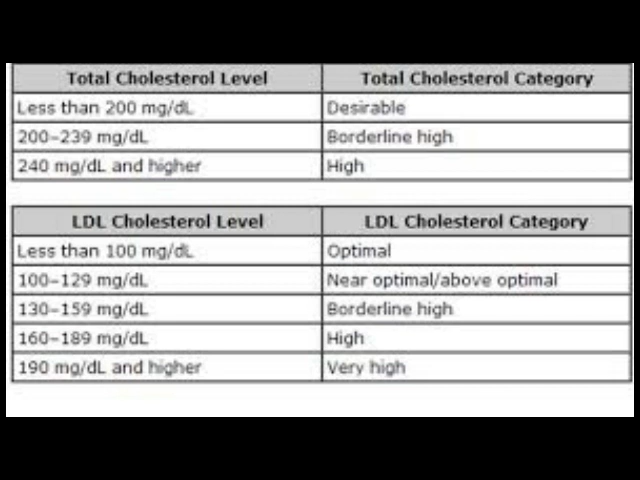 Total Cholesterol Level Total Cholesterol Category
Less than 200 mg/dL Desirable
200–239 mg/dL Borderline high
240 mg/dL and higher High
LDL Cholesterol Level LDL Cholesterol Category
Less than 100 mg/dL Optimal
100–129 mg/dL Near optimal/above optimal
130–159 mg/dL Borderline high
160–189 mg/dL High
190 mg/dL and higher Very high